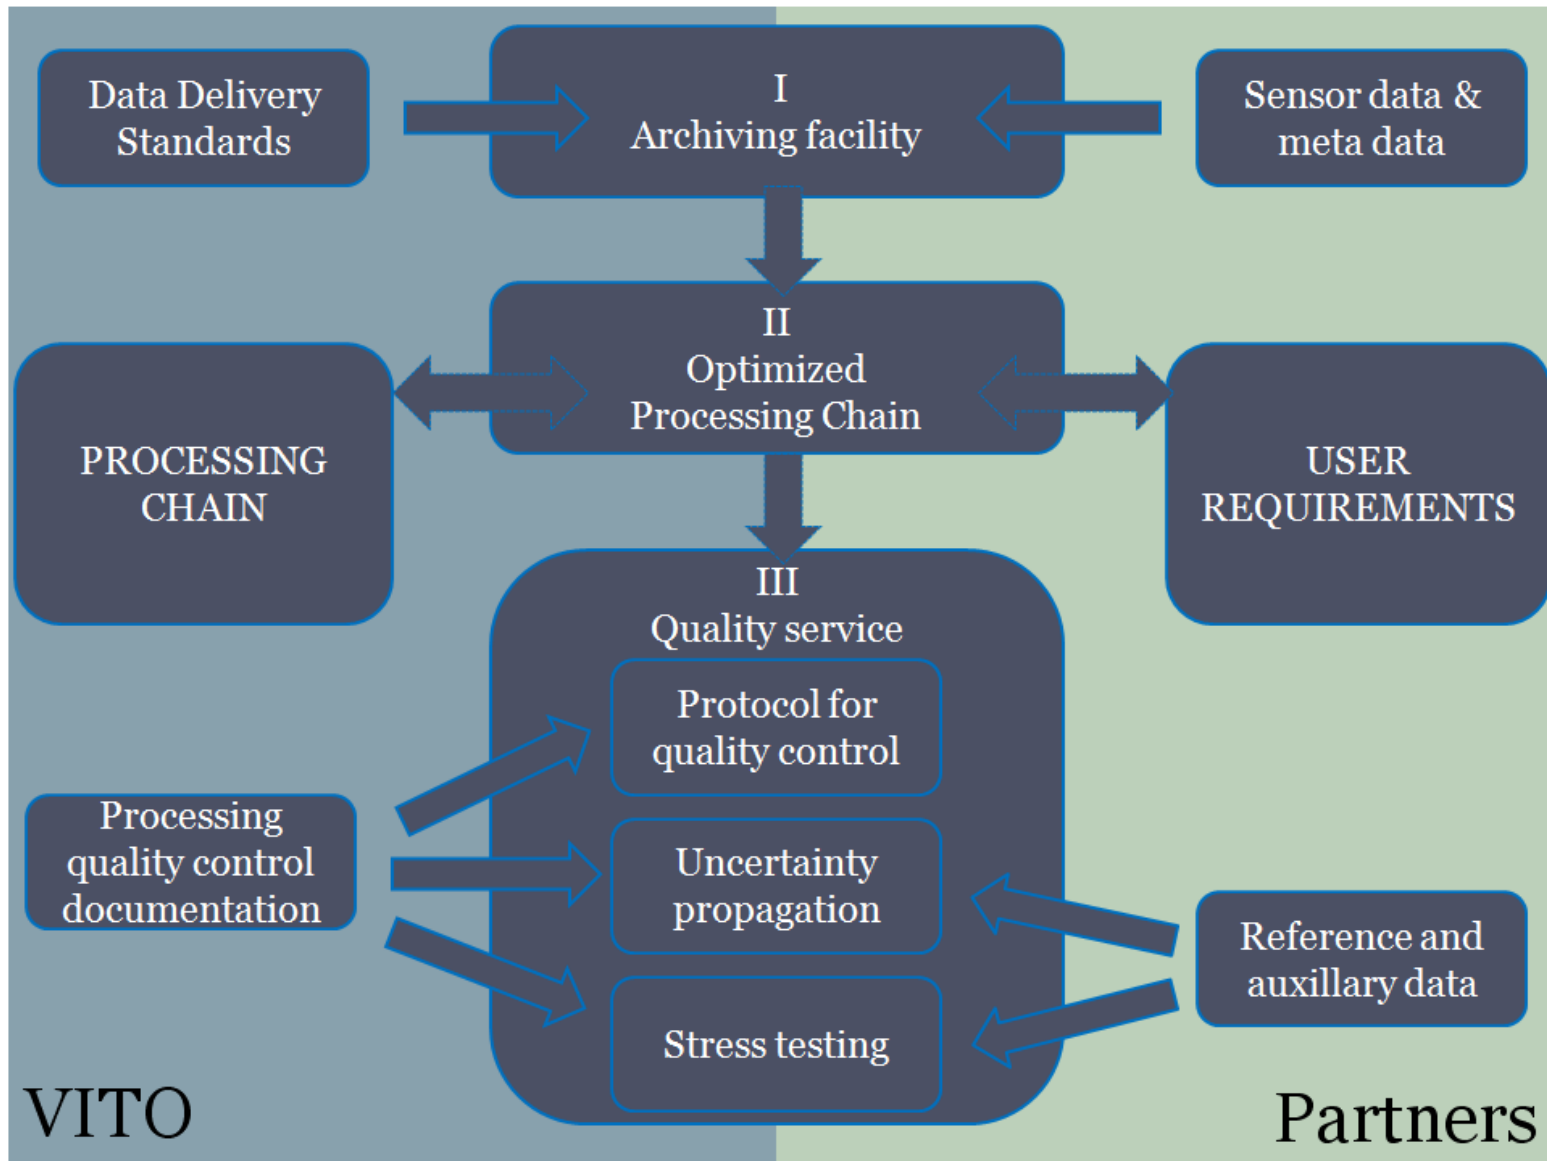 Data Delivery
Standards
I
Archiving facility
Sensor data &
meta data
II
Optimized
Processing Chain
PROCESSING
CHAIN
USER
REQUIREMENTS
III
Quality service
Protocol for
quality control
Processing
quality control
documentation
Uncertainty
propagation
Reference and
auxillary data
Stress testing
VITO
Partners